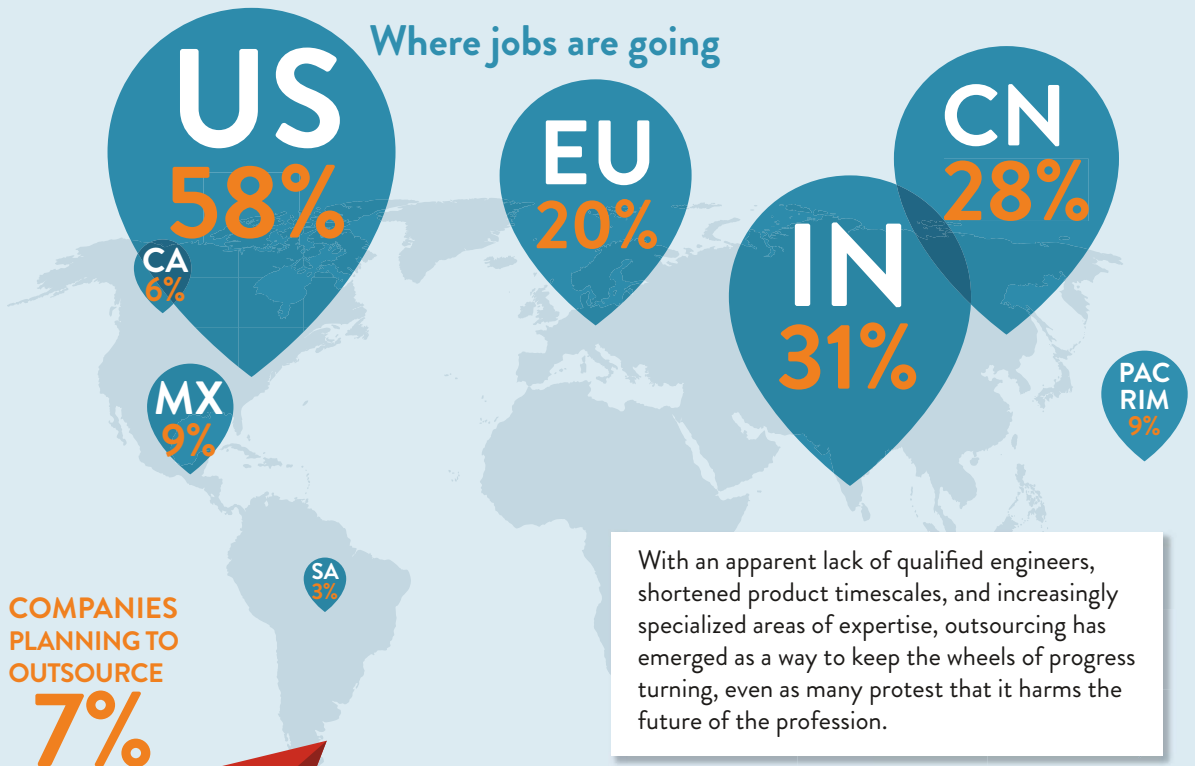 Where jobs are going
US
58%
CA
6%
MX
9%
EU
20%
IN
31%
CN
28%
PAC
RIM
9%
SA
3%
COMPANIES
PLANNING TO
OUTSOURCE
7%
With an apparent lack of qualified engineers,
shortened product timescales, and increasingly
specialized areas of expertise, outsourcing has
emerged as a way to keep the wheels of progress
turning, even as many protest that it harms the
future of the profession.